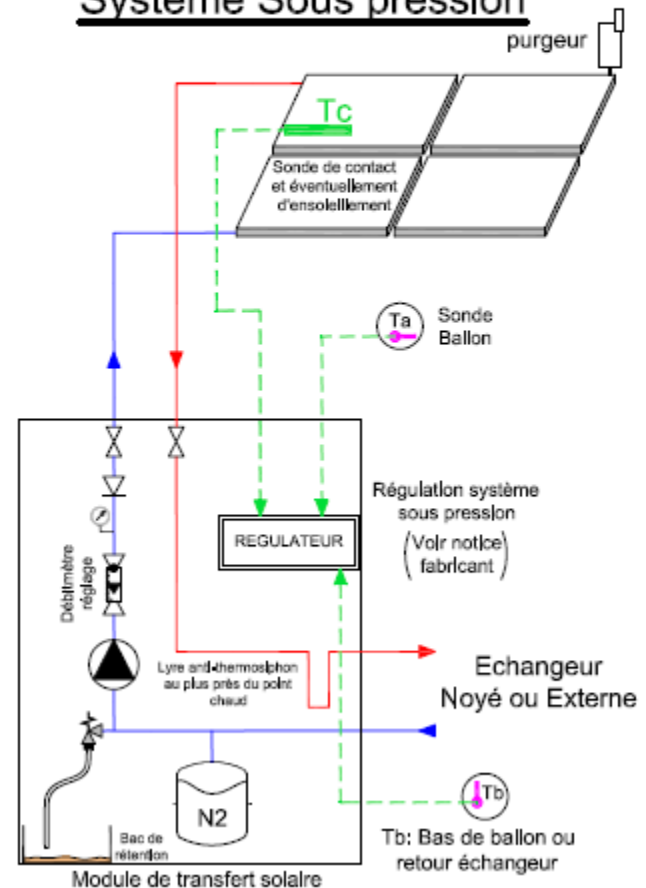 Système Sous pression
purgeur
Tc
Sonde de contact
et éventuellement
d'ensolelllement
Ta
Sonde
Ballon
Régulation système
sous pression
(Voir notice
fabricant)
REGULATEUR
Débitmètre
réglage
Lyre anti-thermosiphon
au plus près du point
chaud
Echangeur
Noyé ou Externe
N2
Tb
Bac de
rétention
Tb: Bas de ballon ou
retour échangeur
Module de transfert solaire